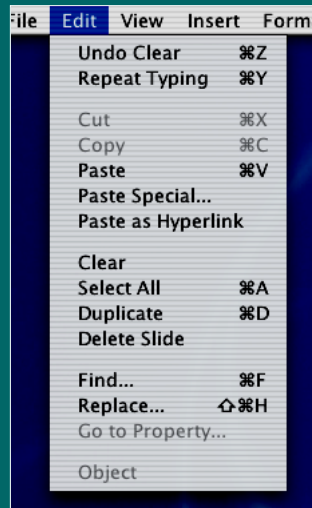 File Edit View Insert Form
Undo Clear ⌘Z
Repeat Typing ⌘Y
Cut ⌘X
Copy ⌘C
Paste ⌘V
Paste Special...
Paste as Hyperlink
Clear
Select All ⌘A
Duplicate ⌘D
Delete Slide
Find... ⌘F
Replace... ⇧⌘H
Go to Property...
Object